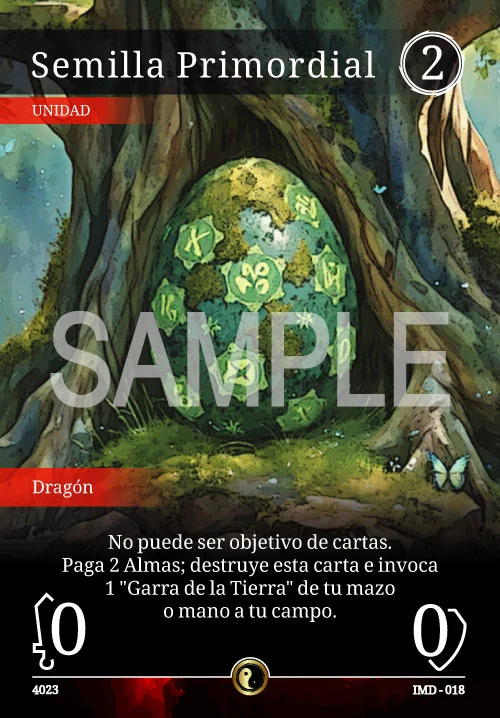 Semilla Primordial 2
UNIDAD
SAMPLE
Dragón
No puede ser objetivo de cartas.
Paga 2 Almas; destruye esta carta e invoca
1 "Garra de la Tierra" de tu mazo
o mano a tu campo.
0 0
4023 IMD - 018